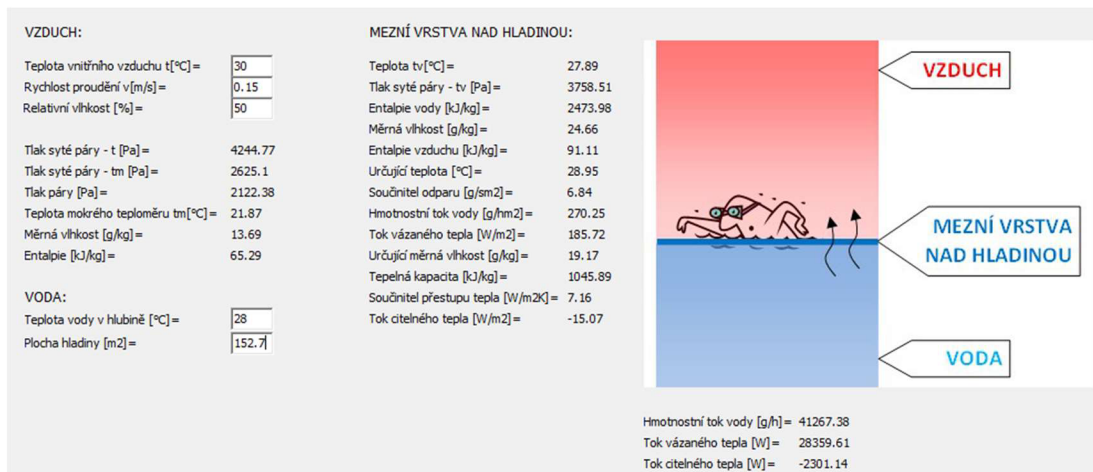 VZDUCH:
Teplota vnitřního vzduchu t[°C]= 30
Rychlost proudění v[m/s]= 0.15
Relativní vlhkost [%]= 50
Tlak syté páry - t [Pa]= 4244.77
Tlak syté páry - tm [Pa]= 2625.1
Tlak páry [Pa]= 2122.38
Teplota mokrého teploměru tm[°C]= 21.87
Měrná vlhkost [g/kg]= 13.69
Entalpie [kJ/kg]= 65.29
VODA:
Teplota vody v hlubině [°C]= 28
Plocha hladiny [m2]= 152.7
MEZNÍ VRSTVA NAD HLADINOU:
Teplota tv[°C]= 27.89
Tlak syté páry - tv [Pa]= 3758.51
Entalpie vody [kJ/kg]= 2473.98
Měrná vlhkost [g/kg]= 24.66
Entalpie vzduchu [kJ/kg]= 91.11
Určující teplota [°C]= 28.95
Součinitel odparu [g/sm2]= 6.84
Hmotnostní tok vody [g/hm2]= 270.25
Tok vázaného tepla [W/m2]= 185.72
Určující měrná vlhkost [g/kg]= 19.17
Tepelná kapacita [kJ/kg]= 1045.89
Součinitel přestupu tepla [W/m2K]= 7.16
Tok citelného tepla [W/m2]= -15.07
VZDUCH
MEZNÍ VRSTVA
NAD HLADINOU
VODA
Hmotnostní tok vody [g/h]= 41267.38
Tok vázaného tepla [W]= 28359.61
Tok citelného tepla [W]= -2301.14